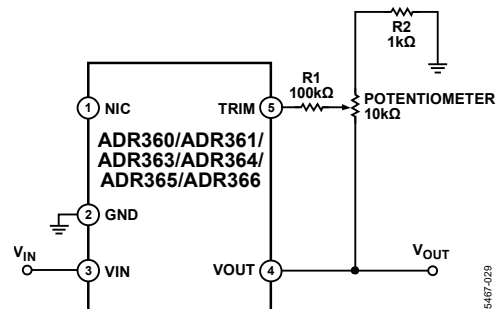 R2
1kΩ
R1
100kΩ
POTENTIOMETER
10kΩ
1 NIC
TRIM 5
ADR360/ADR361/
ADR363/ADR364/
ADR365/ADR366
2 GND
VIN
3 VIN
VOUT 4
VOUT
5467-029